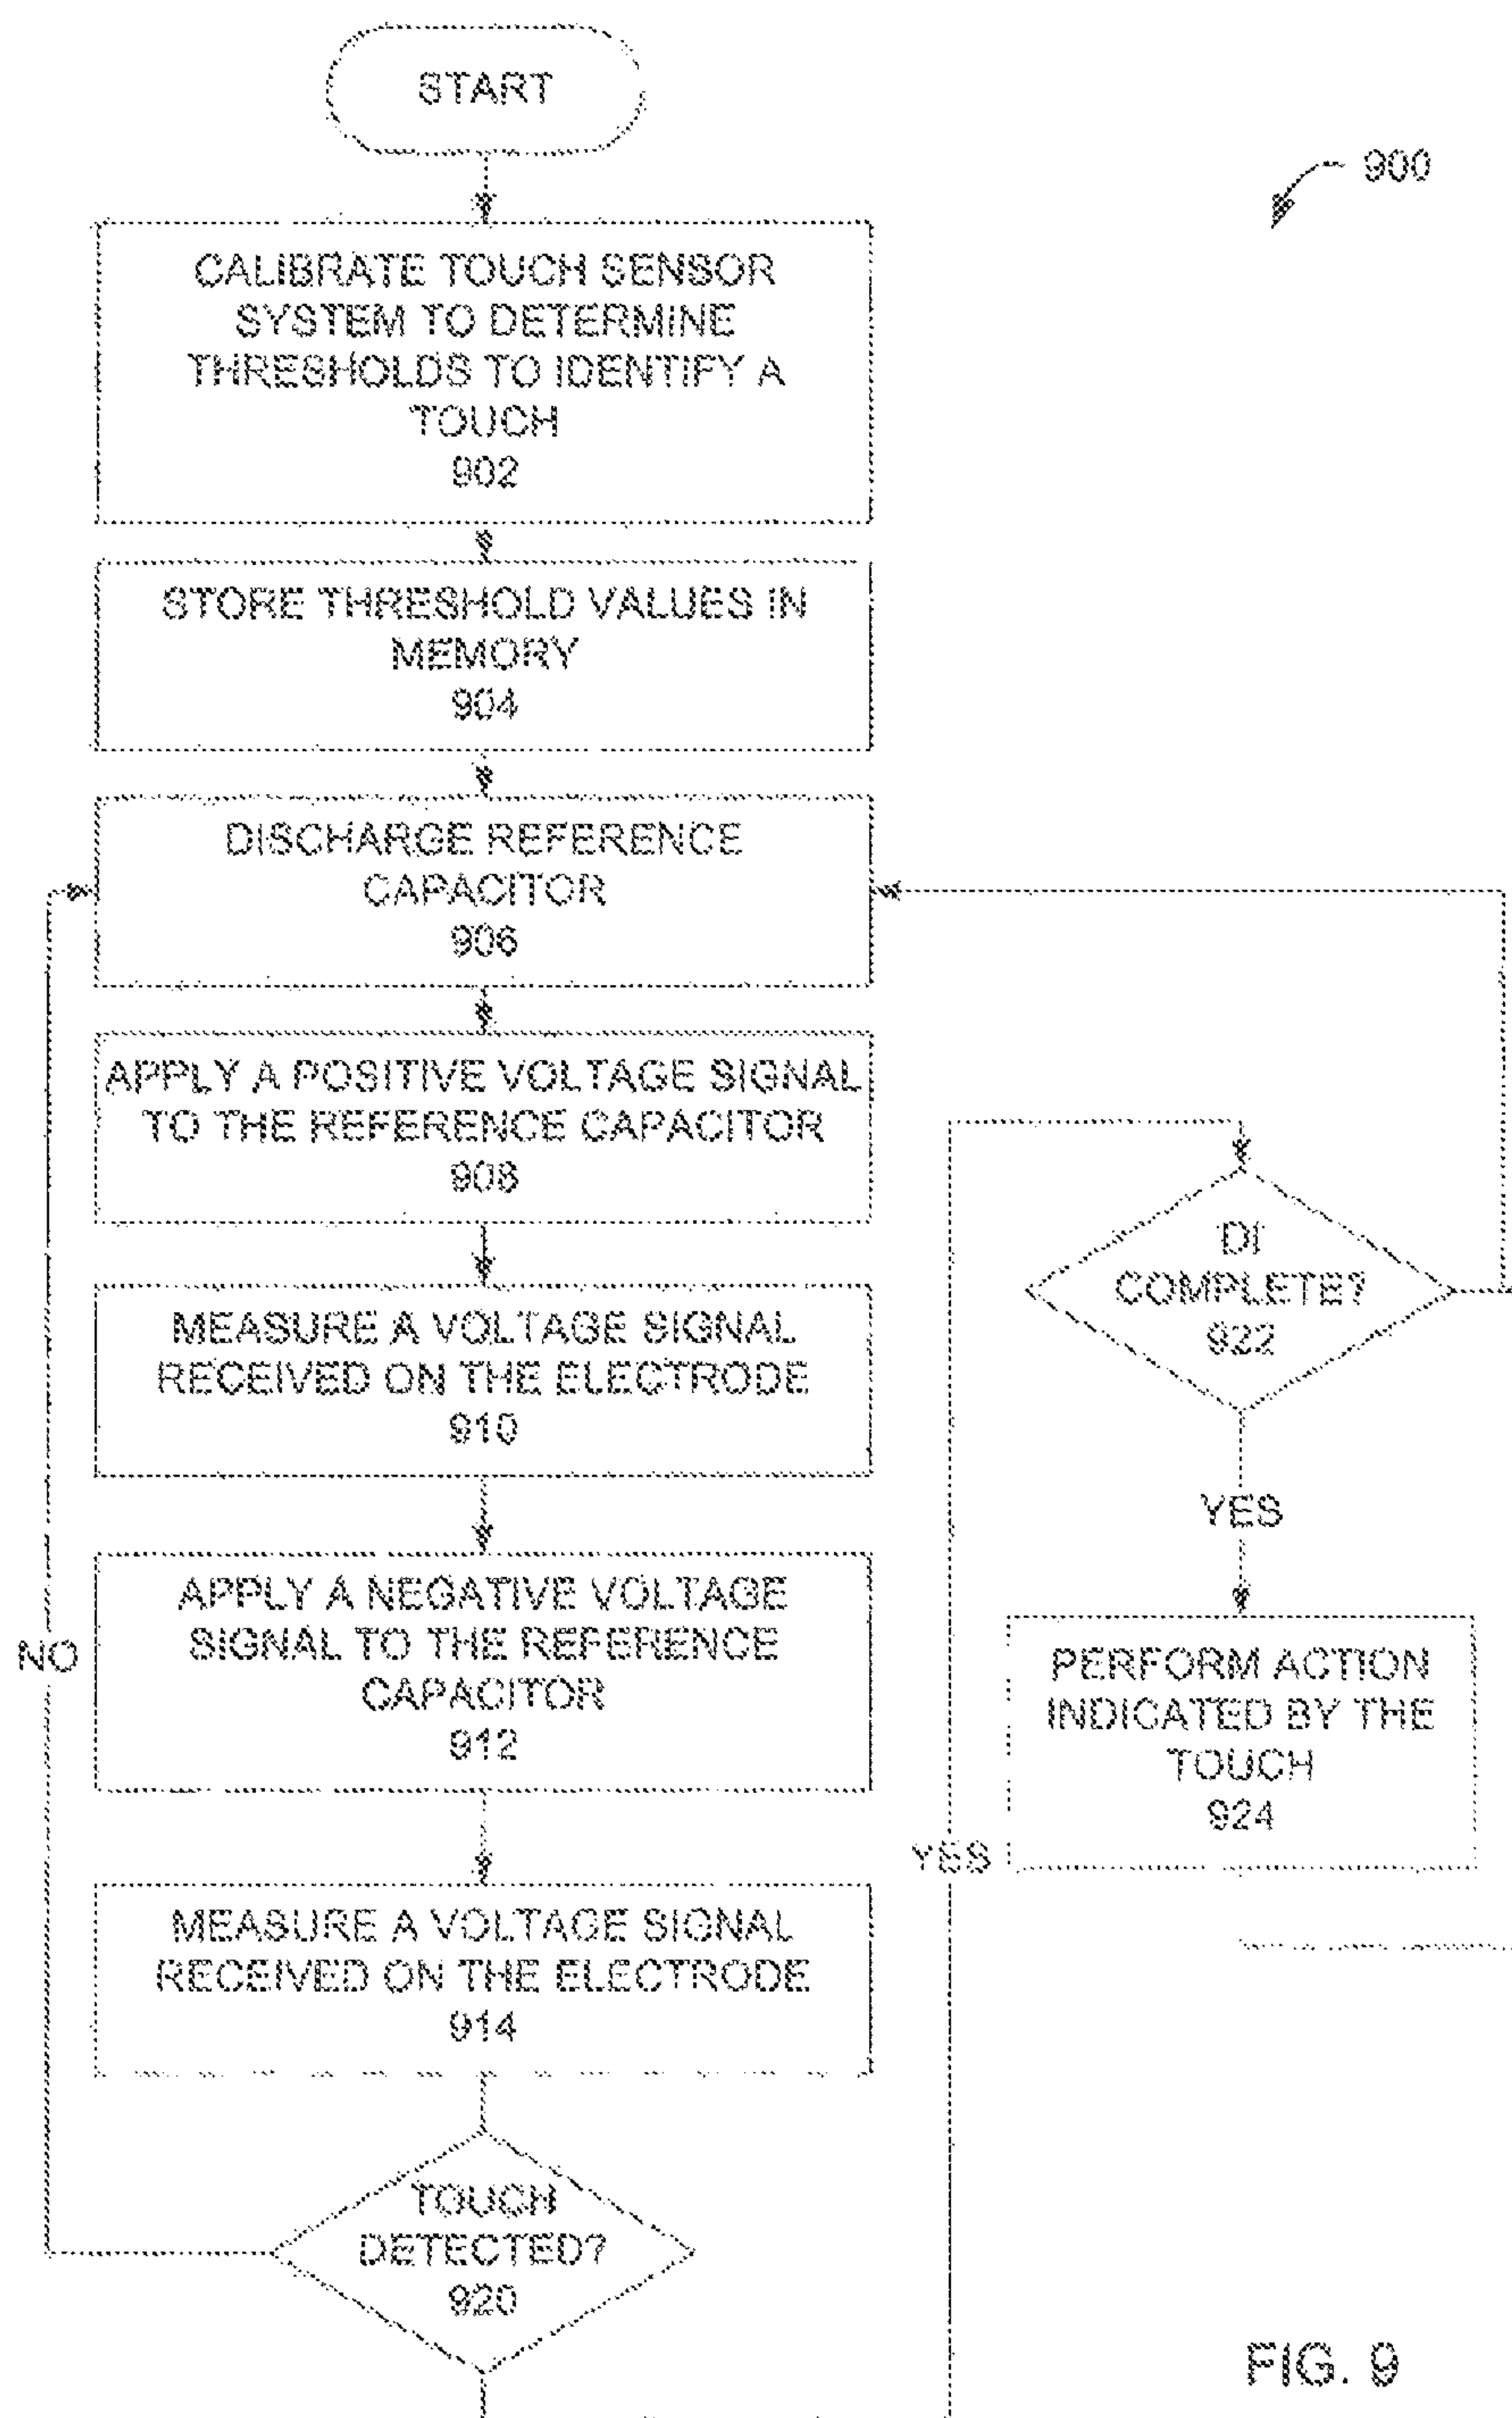 START
900
CALIBRATE TOUCH SENSOR
SYSTEM TO DETERMINE
THRESHOLDS TO IDENTIFY A
TOUCH
902
STORE THRESHOLD VALUES IN
MEMORY
904
DISCHARGE REFERENCE
CAPACITOR
906
APPLY A POSITIVE VOLTAGE SIGNAL
TO THE REFERENCE CAPACITOR
908
MEASURE A VOLTAGE SIGNAL
RECEIVED ON THE ELECTRODE
910
APPLY A NEGATIVE VOLTAGE
SIGNAL TO THE REFERENCE
CAPACITOR
912
NO
MEASURE A VOLTAGE SIGNAL
RECEIVED ON THE ELECTRODE
914
TOUCH
DETECTED?
920
YES
DI
COMPLETE?
922
YES
PERFORM ACTION
INDICATED BY THE
TOUCH
924
FIG. 9